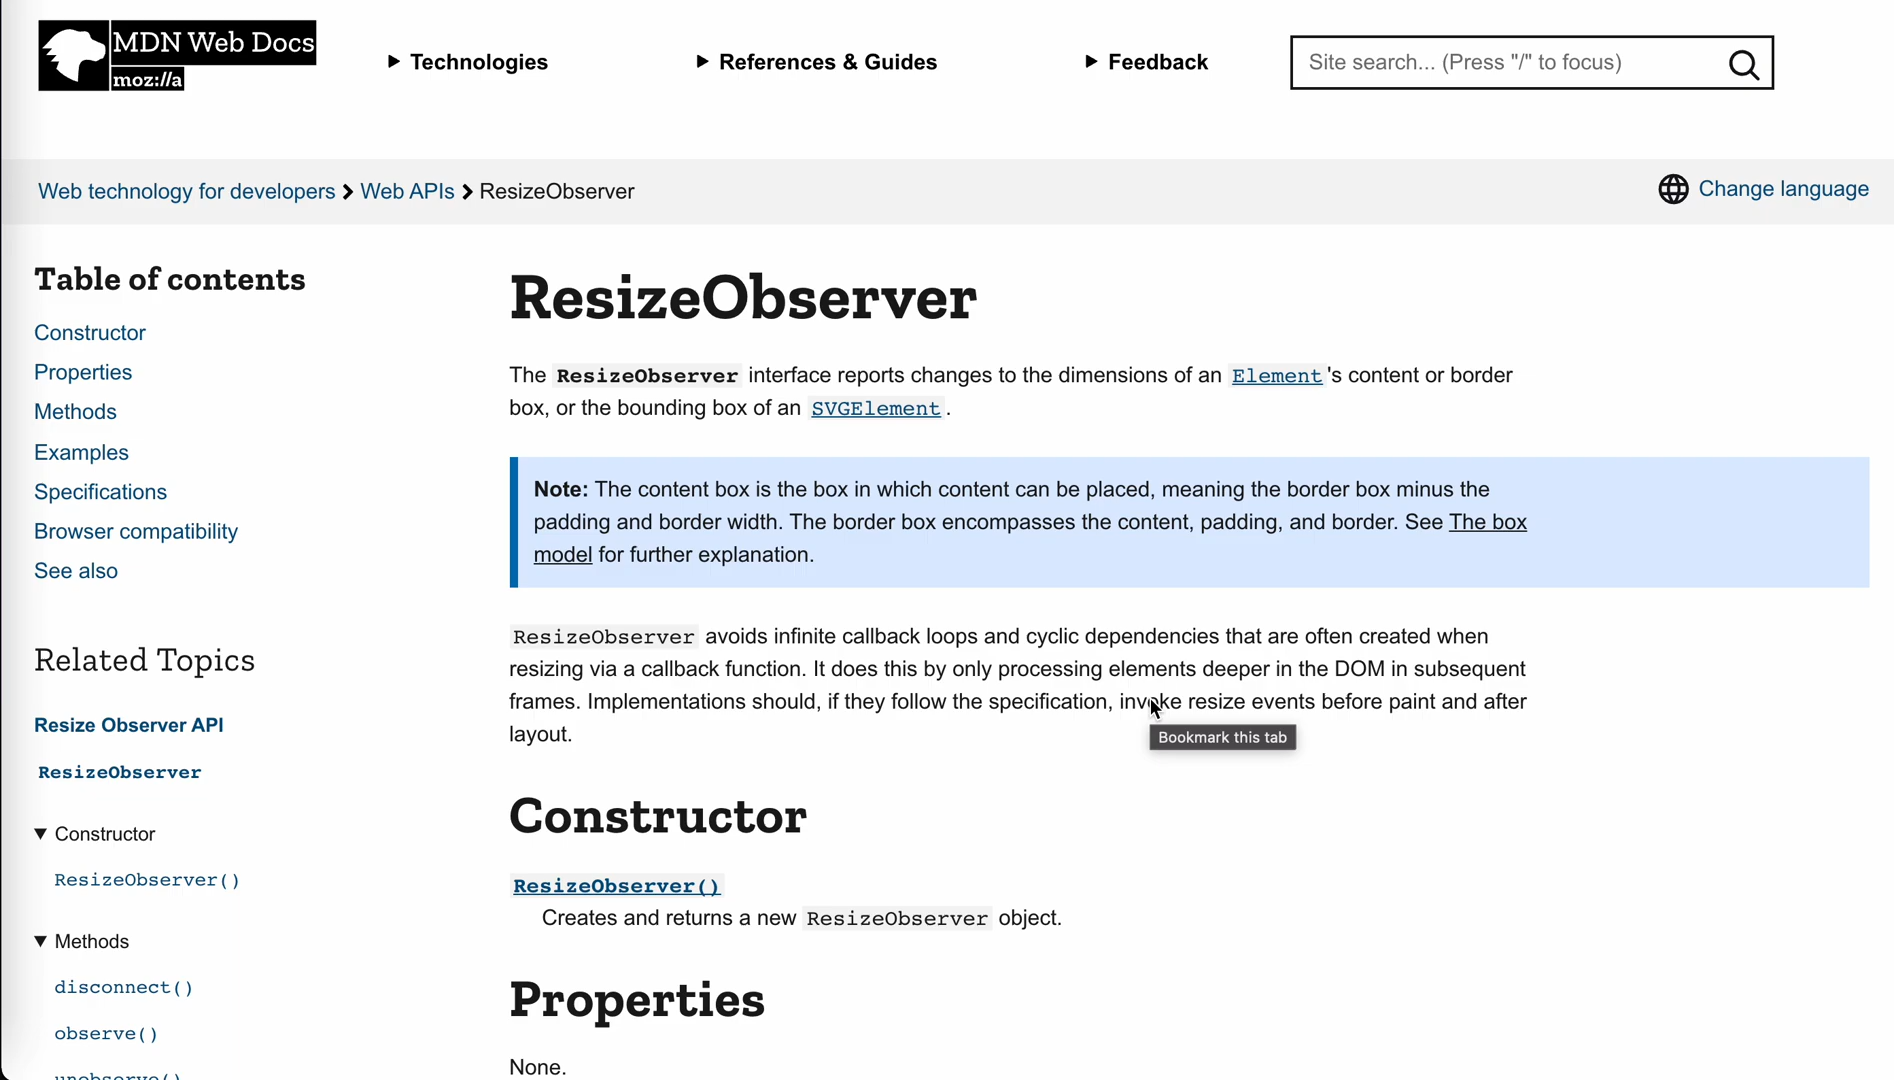 MDN Web Docs
moz://a
Technologies
References & Guides
Feedback
Site search... (Press "/" to focus)
Web technology for developers
Web APIs
ResizeObserver
Change language
Table of contents
Constructor
Properties
Methods
Examples
Specifications
Browser compatibility
See also
Related Topics
Resize Observer API
ResizeObserver
Constructor
ResizeObserver()
Methods
disconnect()
observe()
unobserve()
ResizeObserver
The ResizeObserver interface reports changes to the dimensions of an Element's content or border
box, or the bounding box of an SVGElement.
Note: The content box is the box in which content can be placed, meaning the border box minus the
padding and border width. The border box encompasses the content, padding, and border. See The box
model for further explanation.
ResizeObserver avoids infinite callback loops and cyclic dependencies that are often created when
resizing via a callback function. It does this by only processing elements deeper in the DOM in subsequent
frames. Implementations should, if they follow the specification, invoke resize events before paint and after
layout.
Bookmark this tab
Constructor
ResizeObserver()
Creates and returns a new ResizeObserver object.
Properties
None.